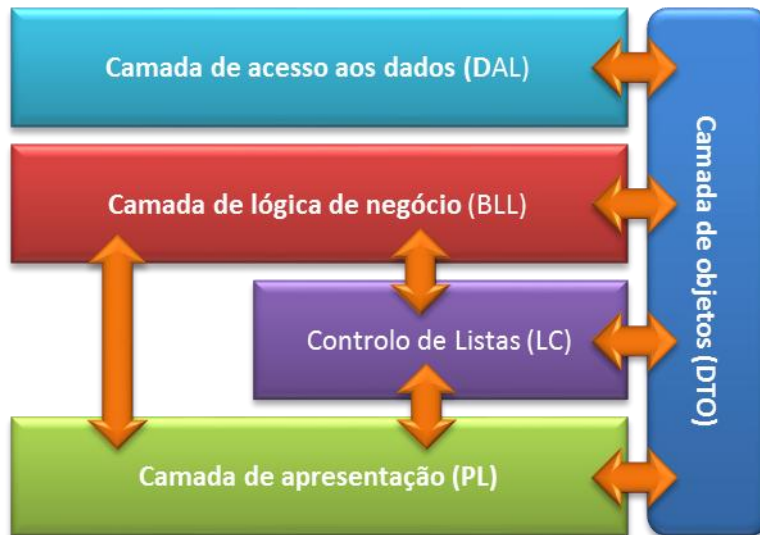 Camada de acesso aos dados (DAL)
Camada de lógica de negócio (BLL)
Controlo de Listas (LC)
Camada de apresentação (PL)
Camada de objetos (DTO)